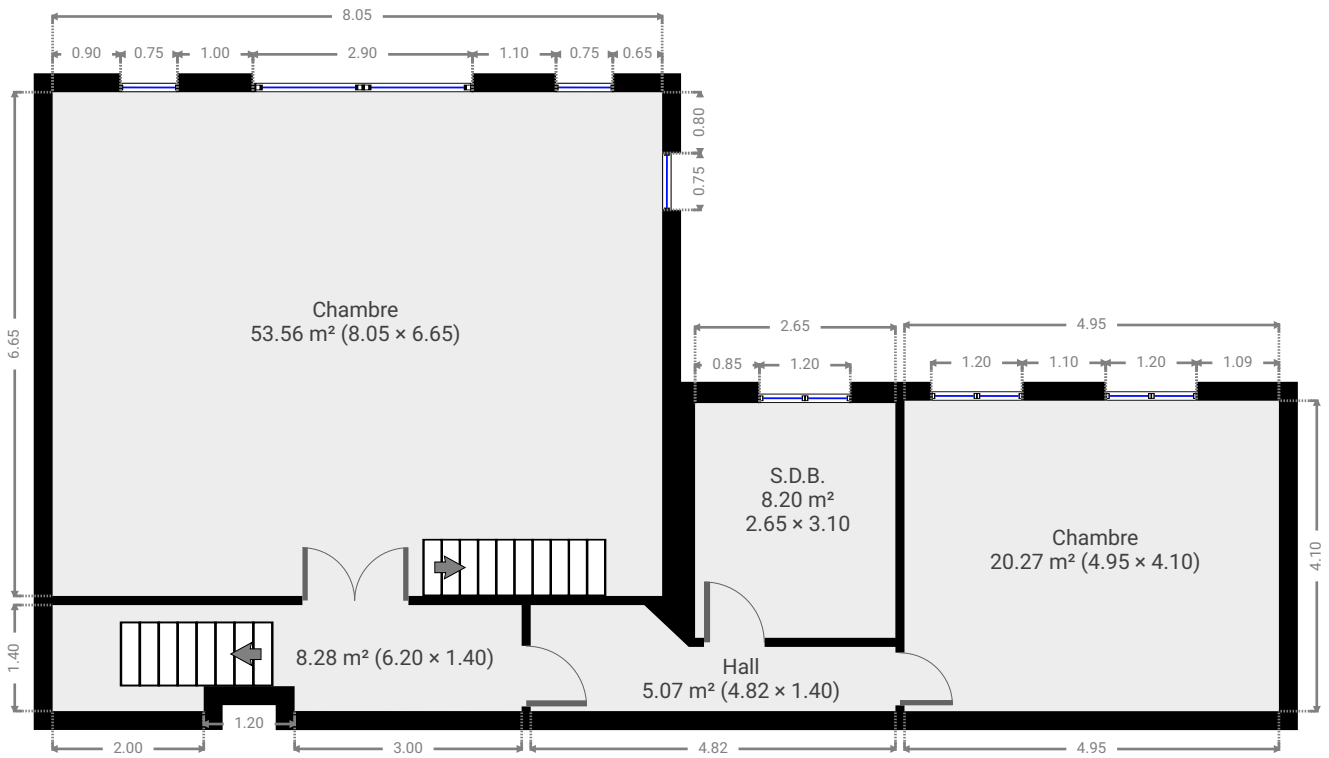 8.05
0.90 0.75 1.00 2.90 1.10 0.75 0.65
0.80
0.75
6.65
Chambre
53.56 m² (8.05 × 6.65)
2.65
4.95
0.85 1.20
1.20 1.10 1.20 1.09
S.D.B.
8.20 m²
2.65 × 3.10
Chambre
20.27 m² (4.95 × 4.10)
4.10
1.40
8.28 m² (6.20 × 1.40)
Hall
5.07 m² (4.82 × 1.40)
1.20
2.00 3.00 4.82 4.95